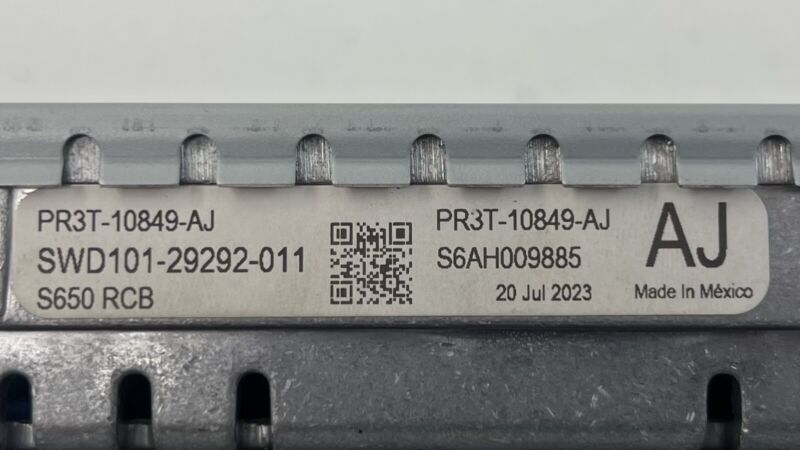 PR3T-10849-AJ
SWD101-29292-011
S650 RCB
PR3T-10849-AJ
S6AH009885
20 Jul 2023
AJ
Made In México